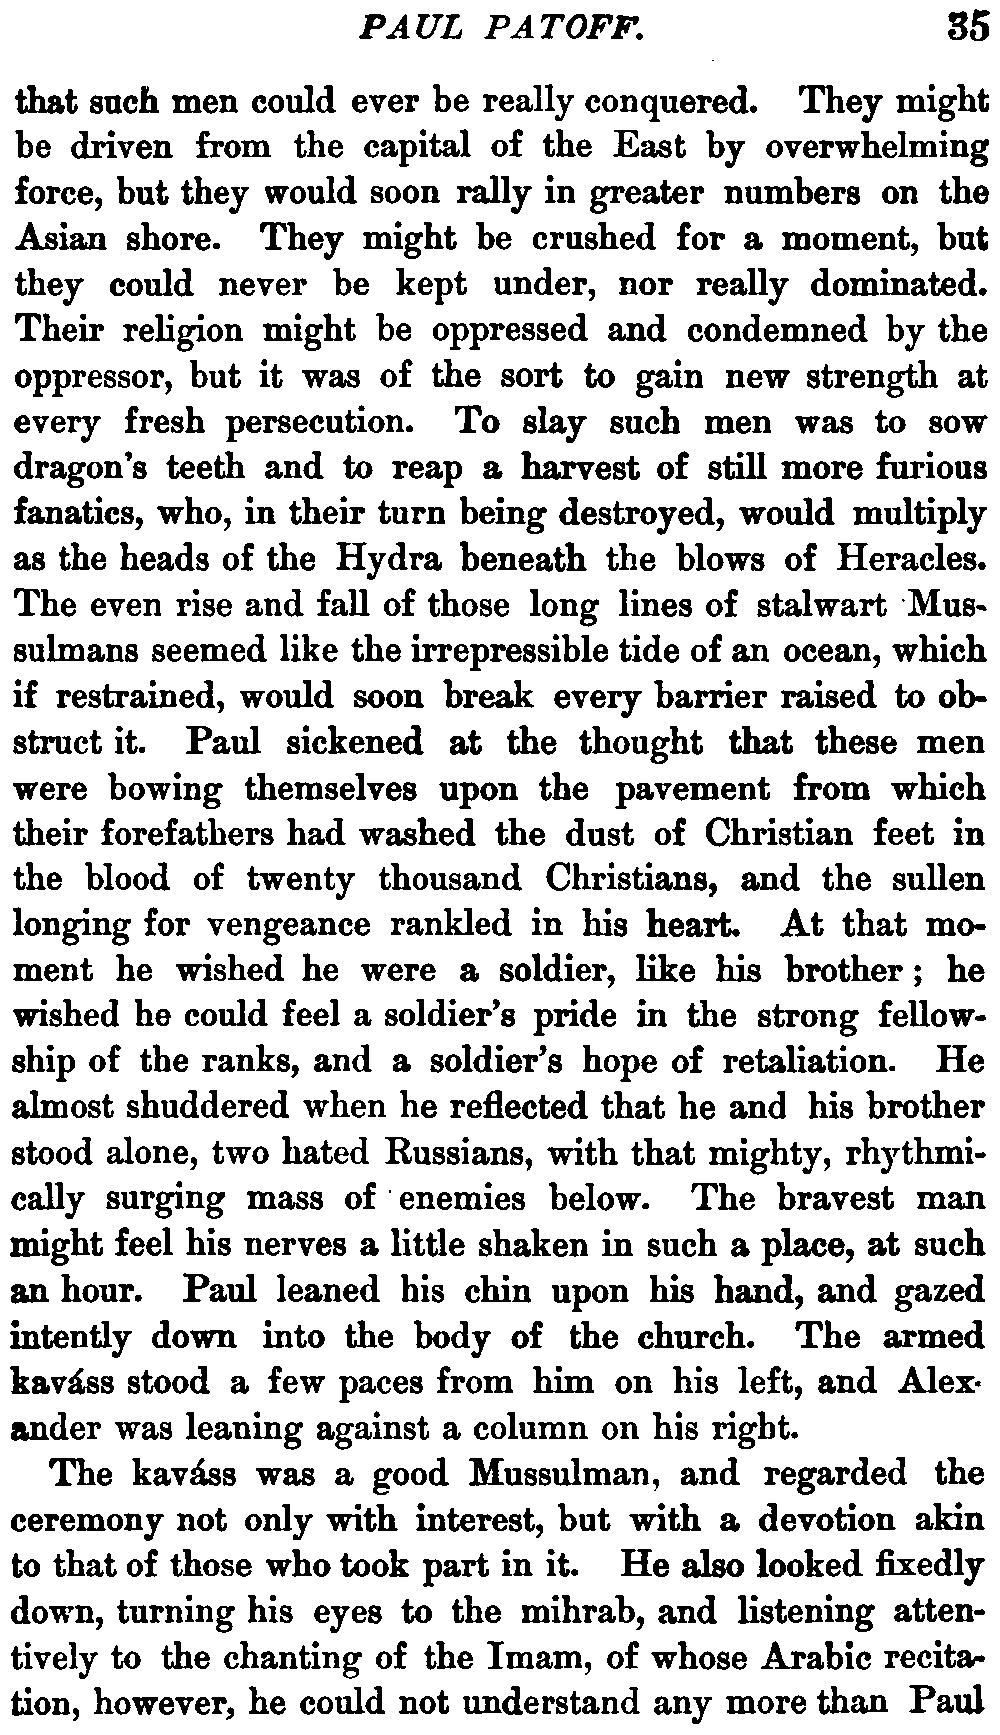 PAUL PATOFF. 35
that such men could ever be really conquered. They might
be driven from the capital of the East by overwhelming
force, but they would soon rally in greater numbers on the
Asian shore. They might be crushed for a moment, but
they could never be kept under, nor really dominated.
Their religion might be oppressed and condemned by the
oppressor, but it was of the sort to gain new strength at
every fresh persecution. To slay such men was to sow
dragon's teeth and to reap a harvest of still more furious
fanatics, who, in their turn being destroyed, would multiply
as the heads of the Hydra beneath the blows of Heracles.
The even rise and fall of those long lines of stalwart Mus-
sulmans seemed like the irrepressible tide of an ocean, which
if restrained, would soon break every barrier raised to ob-
struct it. Paul sickened at the thought that these men
were bowing themselves upon the pavement from which
their forefathers had washed the dust of Christian feet in
the blood of twenty thousand Christians, and the sullen
longing for vengeance rankled in his heart. At that mo-
ment he wished he were a soldier, like his brother; he
wished he could feel a soldier's pride in the strong fellow-
ship of the ranks, and a soldier's hope of retaliation. He
almost shuddered when he reflected that he and his brother
stood alone, two hated Russians, with that mighty, rhythmi-
cally surging mass of enemies below. The bravest man
might feel his nerves a little shaken in such a place, at such
an hour. Paul leaned his chin upon his hand, and gazed
intently down into the body of the church. The armed
kaváss stood a few paces from him on his left, and Alex-
ander was leaning against a column on his right.
The kaváss was a good Mussulman, and regarded the
ceremony not only with interest, but with a devotion akin
to that of those who took part in it. He also looked fixedly
down, turning his eyes to the mihrab, and listening atten-
tively to the chanting of the Imam, of whose Arabic recita-
tion, however, he could not understand any more than Paul